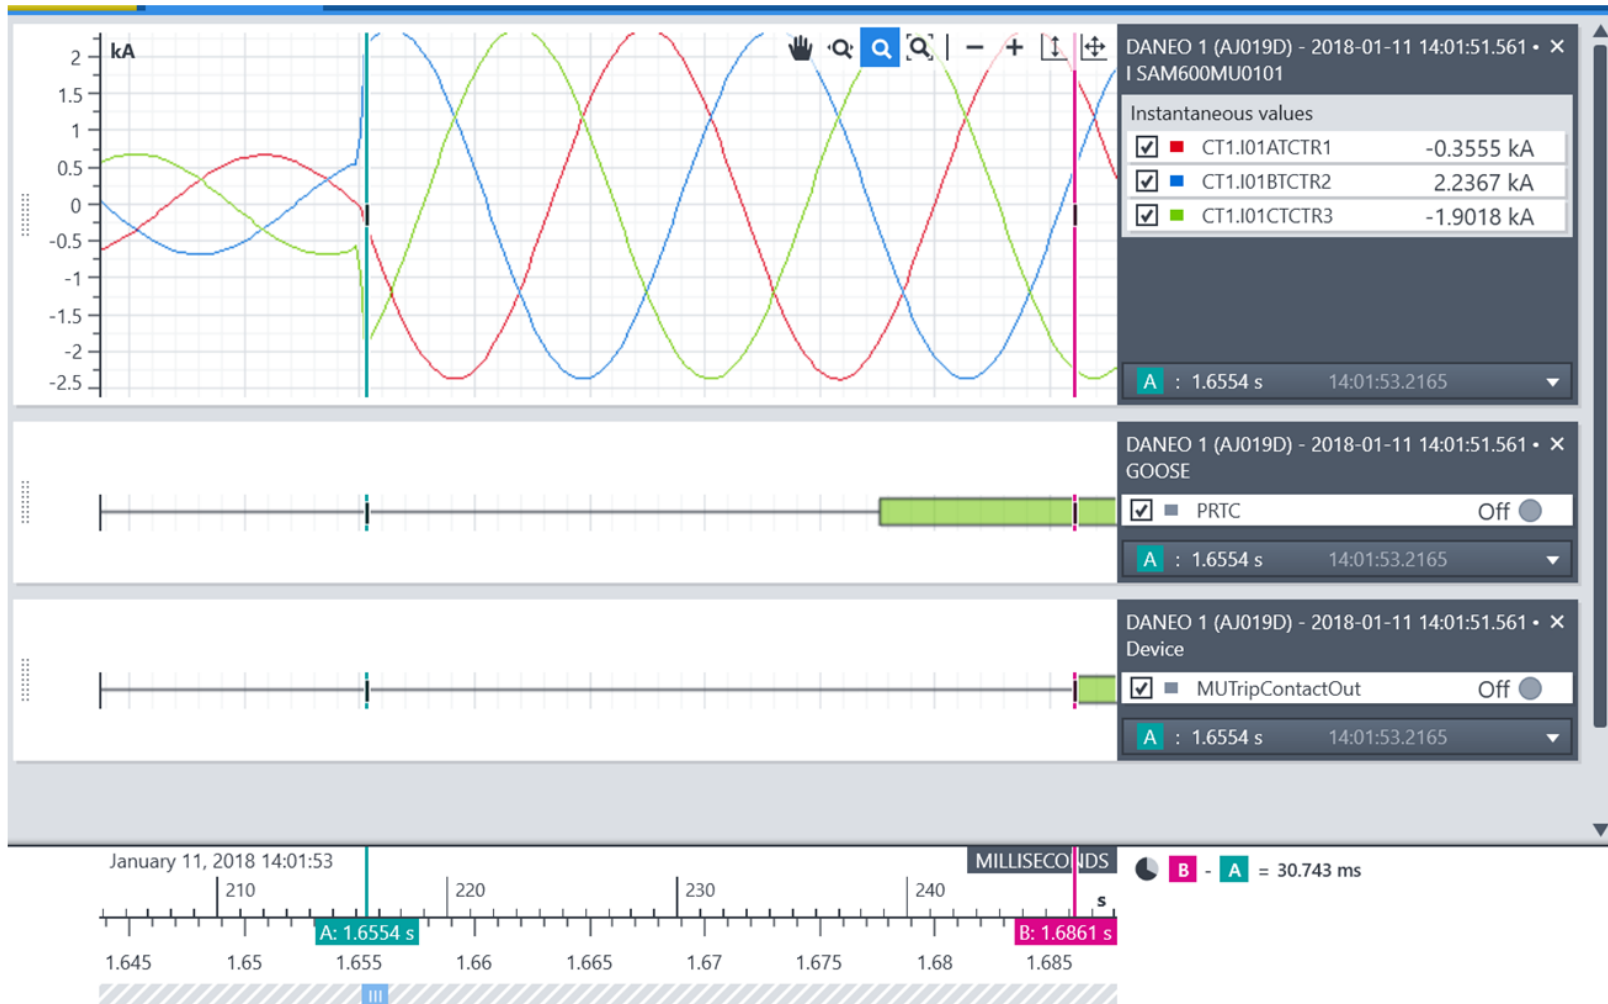 kA
2
1.5
1
0.5
0
-0.5
-1
-1.5
-2
-2.5
DANEO 1 (AJ019D) - 2018-01-11 14:01:51.561 •
I SAM600MU0101
Instantaneous values
CT1.I01ATCTR1 -0.3555 kA
CT1.I01BTCTR2 2.2367 kA
CT1.I01CTCTR3 -1.9018 kA
A : 1.6554 s 14:01:53.2165
DANEO 1 (AJ019D) - 2018-01-11 14:01:51.561 •
GOOSE
PRTC Off
A : 1.6554 s 14:01:53.2165
DANEO 1 (AJ019D) - 2018-01-11 14:01:51.561 •
Device
MUTripContactOut Off
A : 1.6554 s 14:01:53.2165
January 11, 2018 14:01:53 MILLISECONDS
B - A = 30.743 ms
210 220 230 240
s
A: 1.6554 s B: 1.6861 s
1.645 1.65 1.655 1.66 1.665 1.67 1.675 1.68 1.685